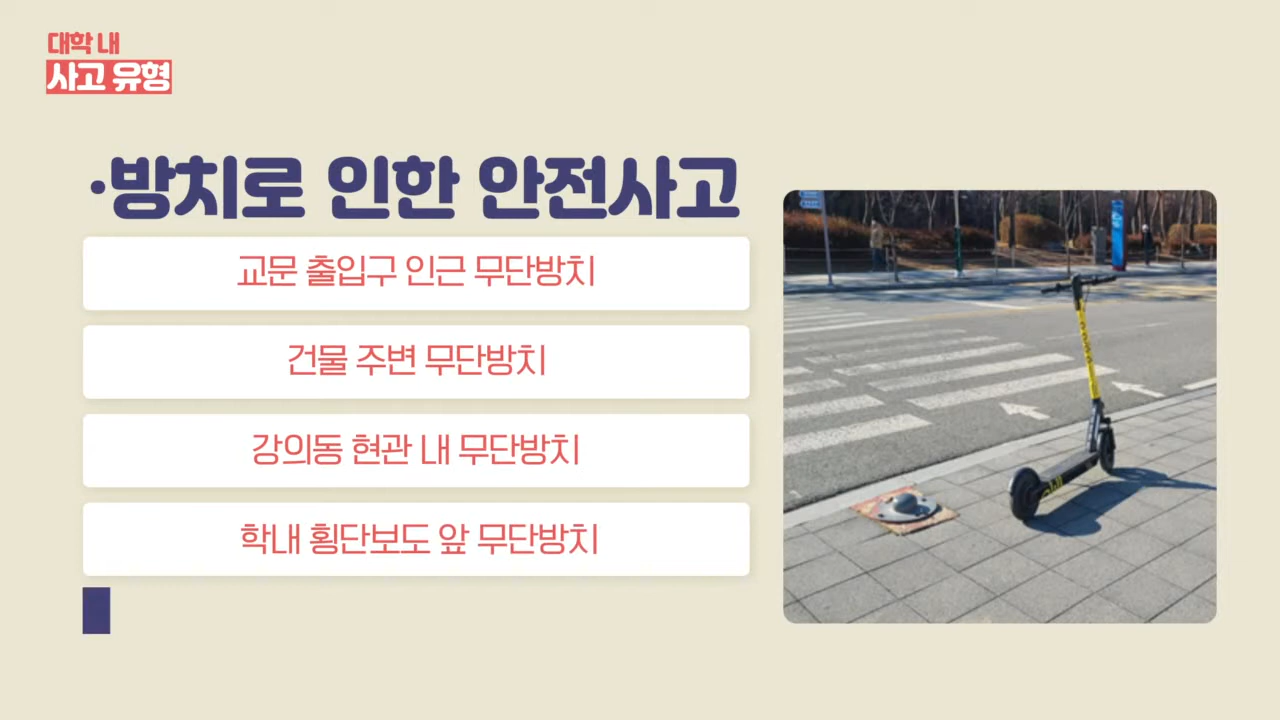 대학 내
사고 유형
·방치로 인한 안전사고
교문 출입구 인근 무단방치
건물 주변 무단방치
강의동 현관 내 무단방치
학내 횡단보도 앞 무단방치